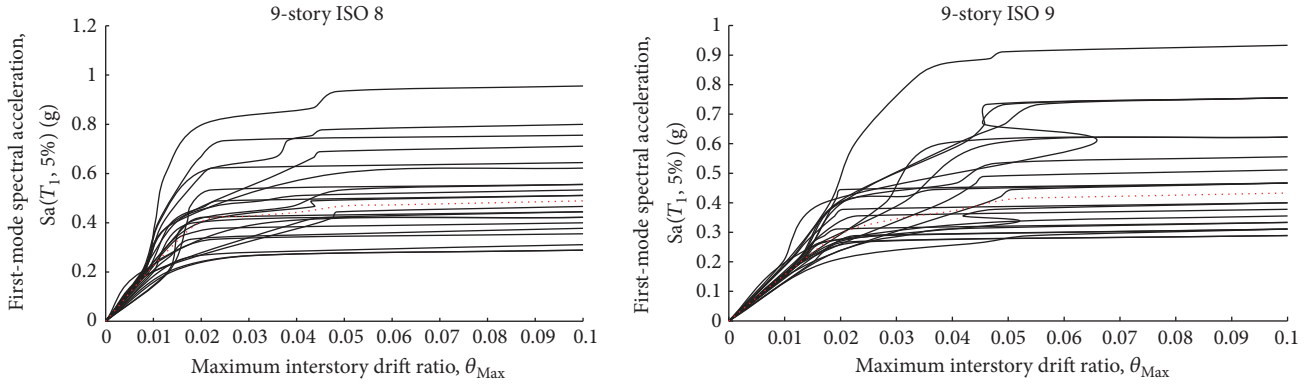 9-story ISO 8
First-mode spectral acceleration,
Sa(T1, 5%) (g)
1.2
1
0.8
0.6
0.4
0.2
0
0 0.01 0.02 0.03 0.04 0.05 0.06 0.07 0.08 0.09 0.1
Maximum interstory drift ratio, θMax
9-story ISO 9
First-mode spectral acceleration,
Sa(T1, 5%) (g)
1
0.9
0.8
0.7
0.6
0.5
0.4
0.3
0.2
0.1
0
0 0.01 0.02 0.03 0.04 0.05 0.06 0.07 0.08 0.09 0.1
Maximum interstory drift ratio, θMax